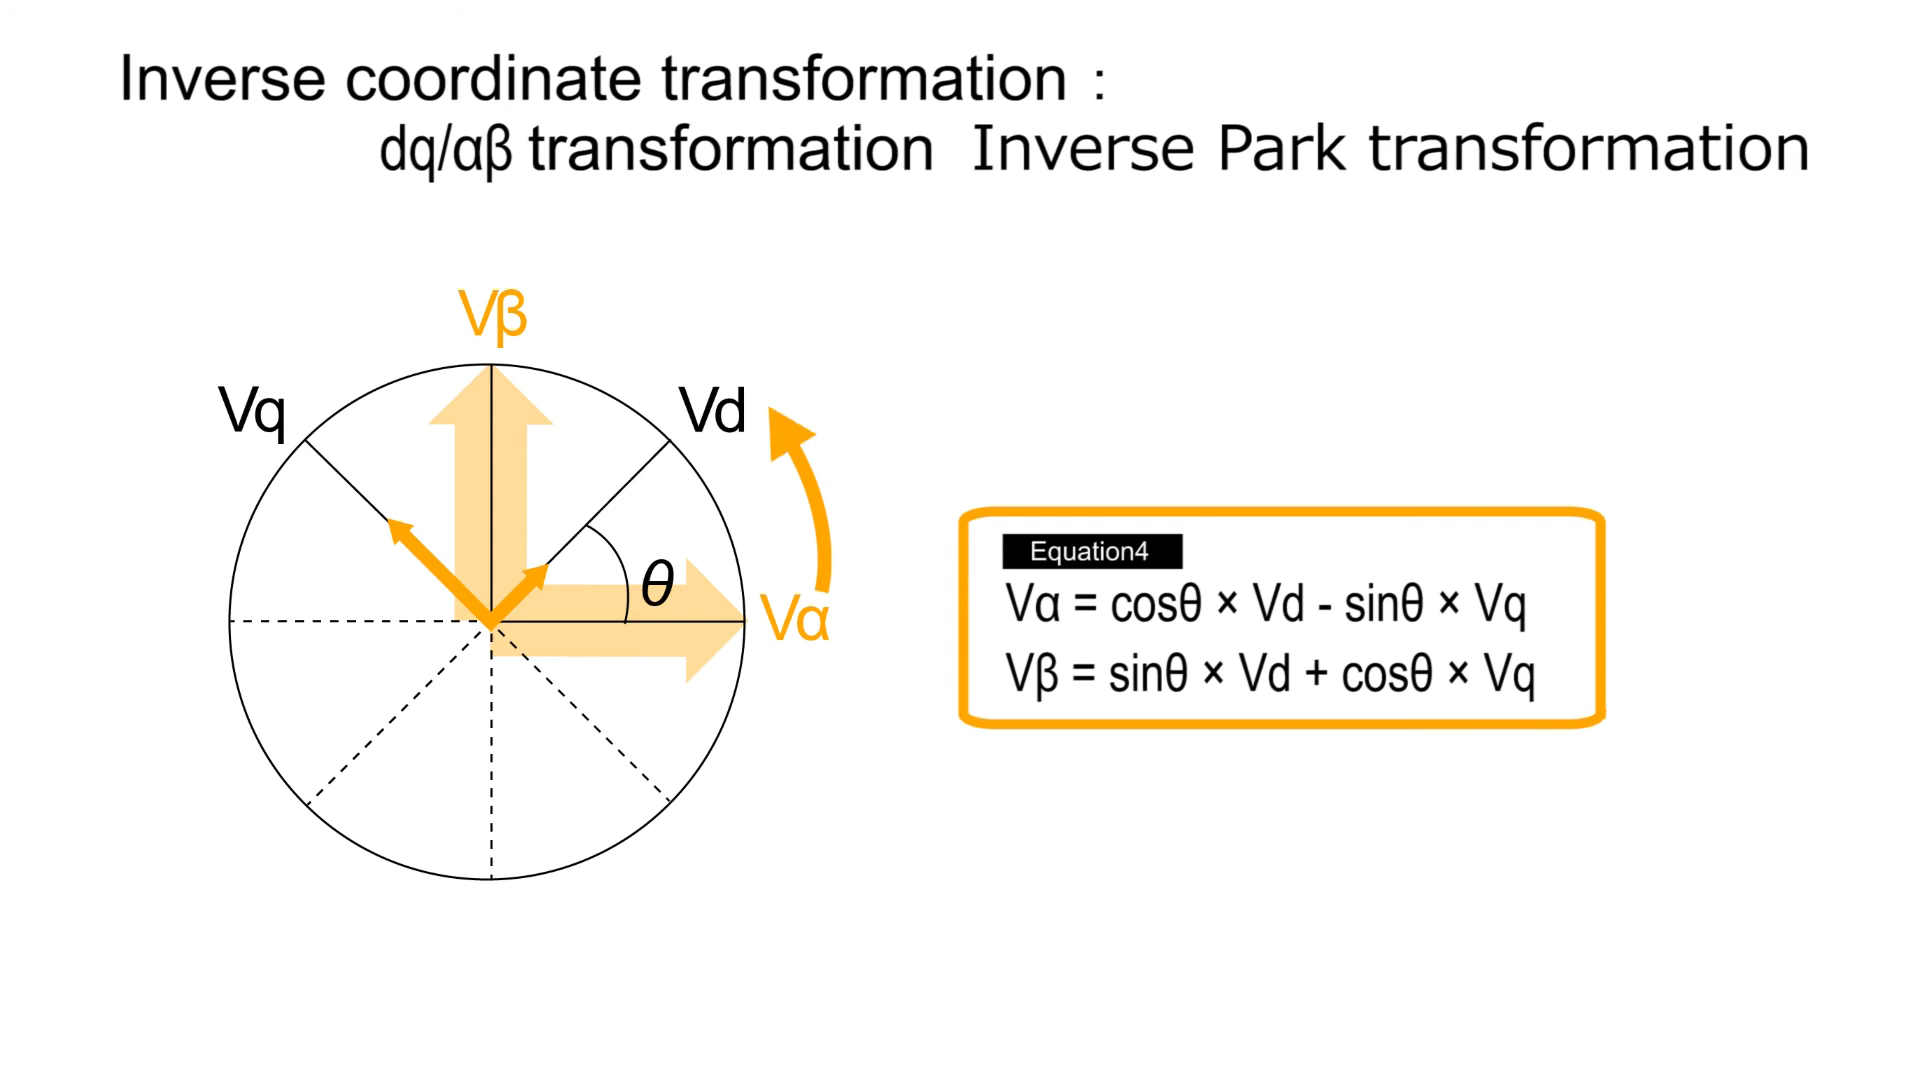 Inverse coordinate transformation :
dq/αβ transformation Inverse Park transformation
Vβ
Vq
Vd
θ
Vα
Equation4
Vα = cosθ × Vd - sinθ × Vq
Vβ = sinθ × Vd + cosθ × Vq